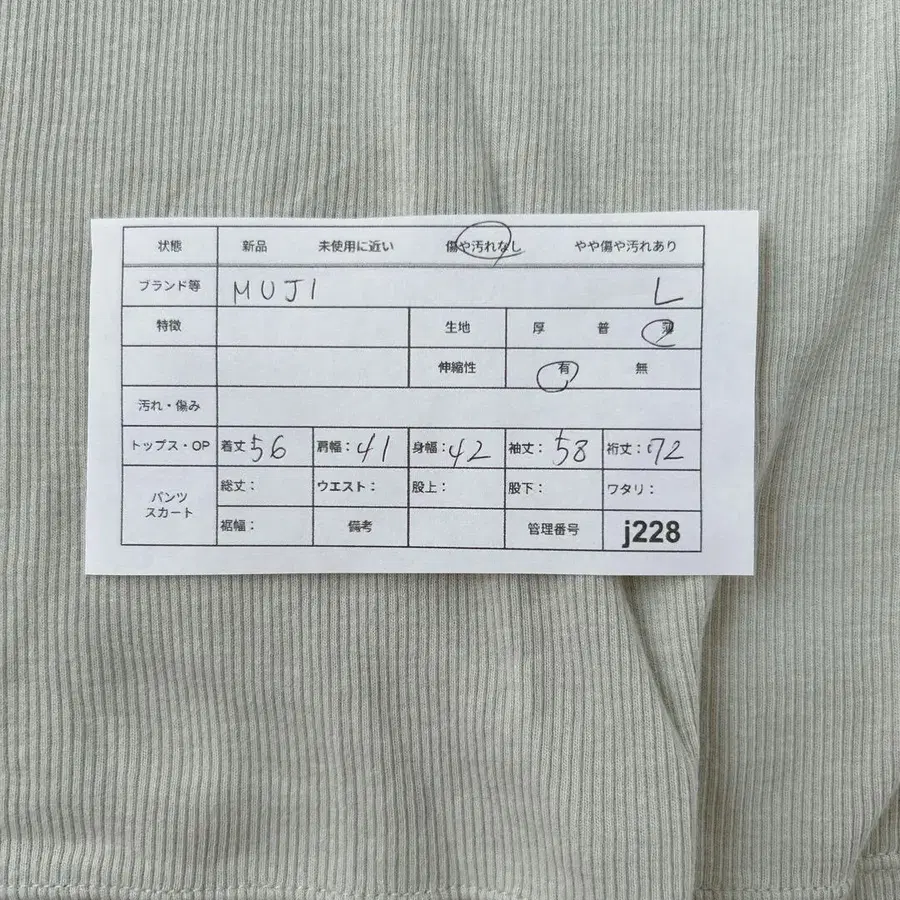 状態 新品 未使用に近い 傷や汚れなし やや傷や汚れあり
ブランド等 MUJI L
特徴 生地 厚 普 薄
伸縮性 有 無
汚れ・傷み
トップス・OP 着丈56 肩幅：41 身幅：42 袖丈：58 裄丈：72
パンツ スカート 総丈： ウエスト： 股上： 股下： ワタリ：
裾幅： 備考 管理番号 j228